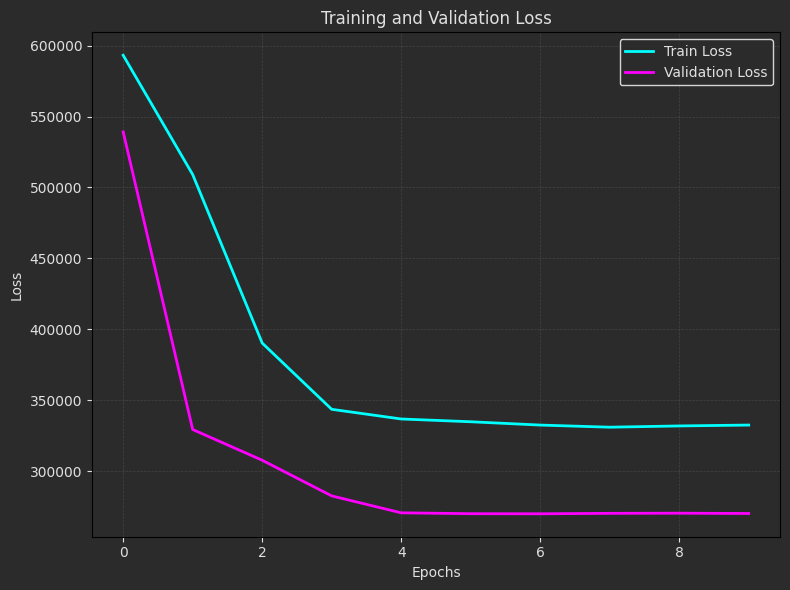 Training and Validation Loss
Train Loss
Validation Loss
600000
550000
500000
450000
400000
350000
300000
Loss
0 2 4 6 8
Epochs